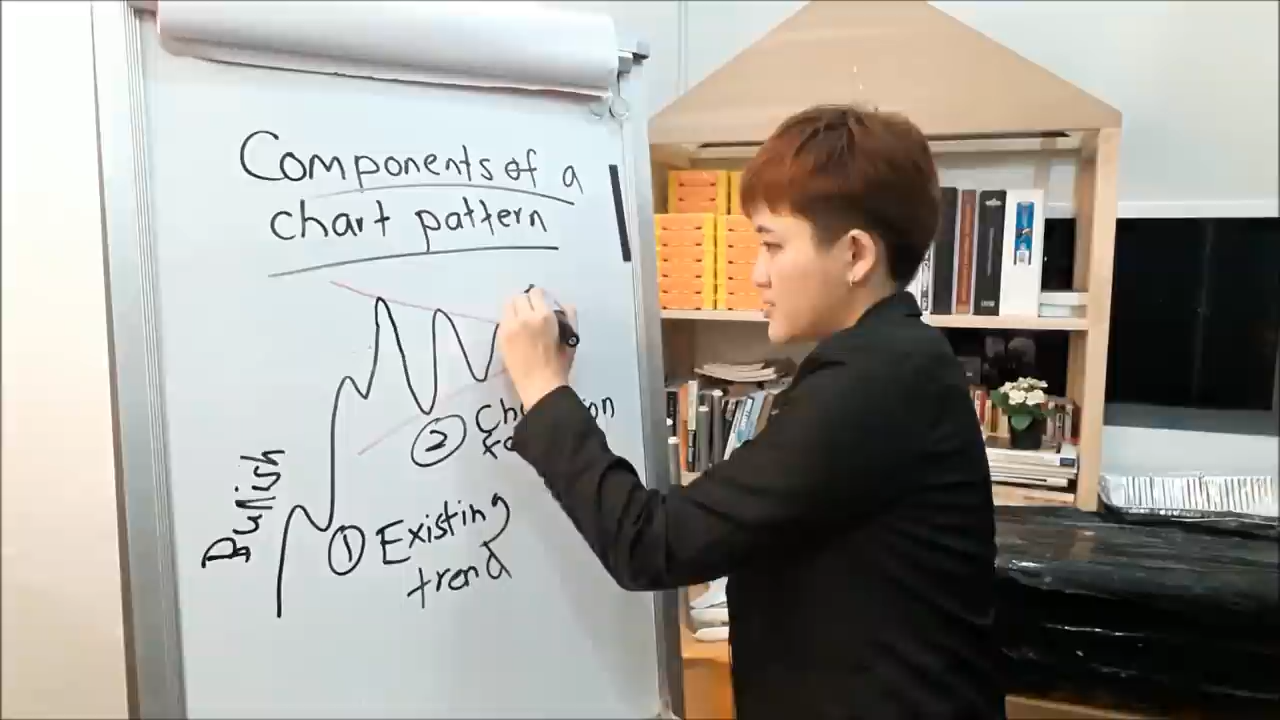 Components of a
chart pattern
Bullish
②
① Existing
trend